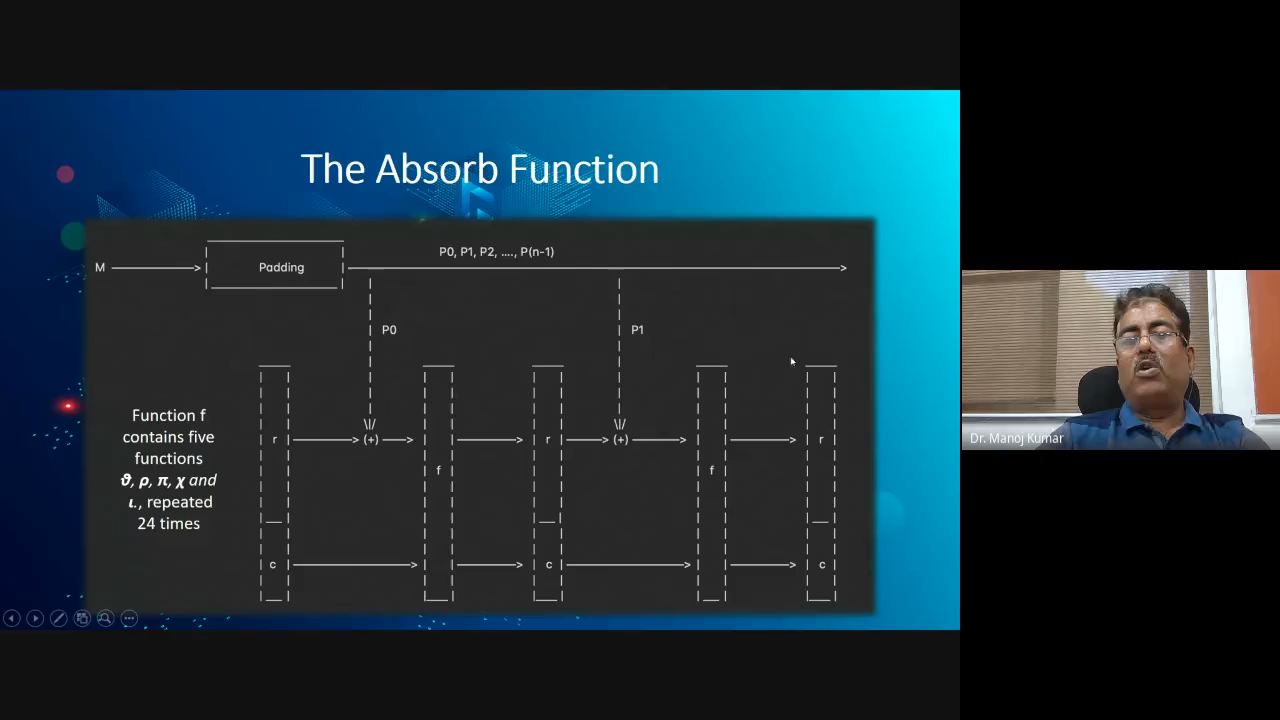 The Absorb Function
P0, P1, P2, ...., P(n-1)
M
Padding
P0
P1
Function f
contains five
functions
ϑ, ρ, π, χ and
ι., repeated
24 times
r
(+)
f
r
(+)
f
r
c
c
c
Dr. Manoj Kumar